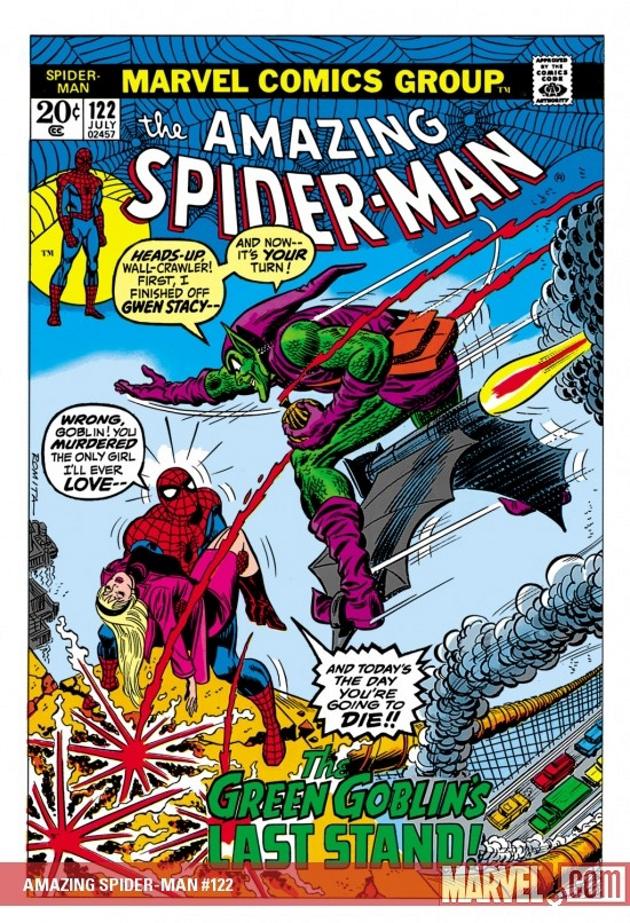 SPIDER-
MAN
MARVEL COMICS GROUP™
APPROVED
BY THE
COMICS
CODE
AUTHORITY
20¢
CC
122
JULY
02457
the AMAZING
SPIDER-MAN
TM
HEADS-UP,
WALL-CRAWLER!
FIRST, I
FINISHED OFF
GWEN STACY--
AND NOW--
IT'S YOUR
TURN!
WRONG,
GOBLIN! YOU
MURDERED
THE ONLY GIRL
I'LL EVER
LOVE--
ROMITA
AND TODAY'S
THE DAY
YOU'RE
GOING TO
DIE!!
The
GREEN GOBLIN'S
LAST STAND!
AMAZING SPIDER-MAN #122
MARVEL.com